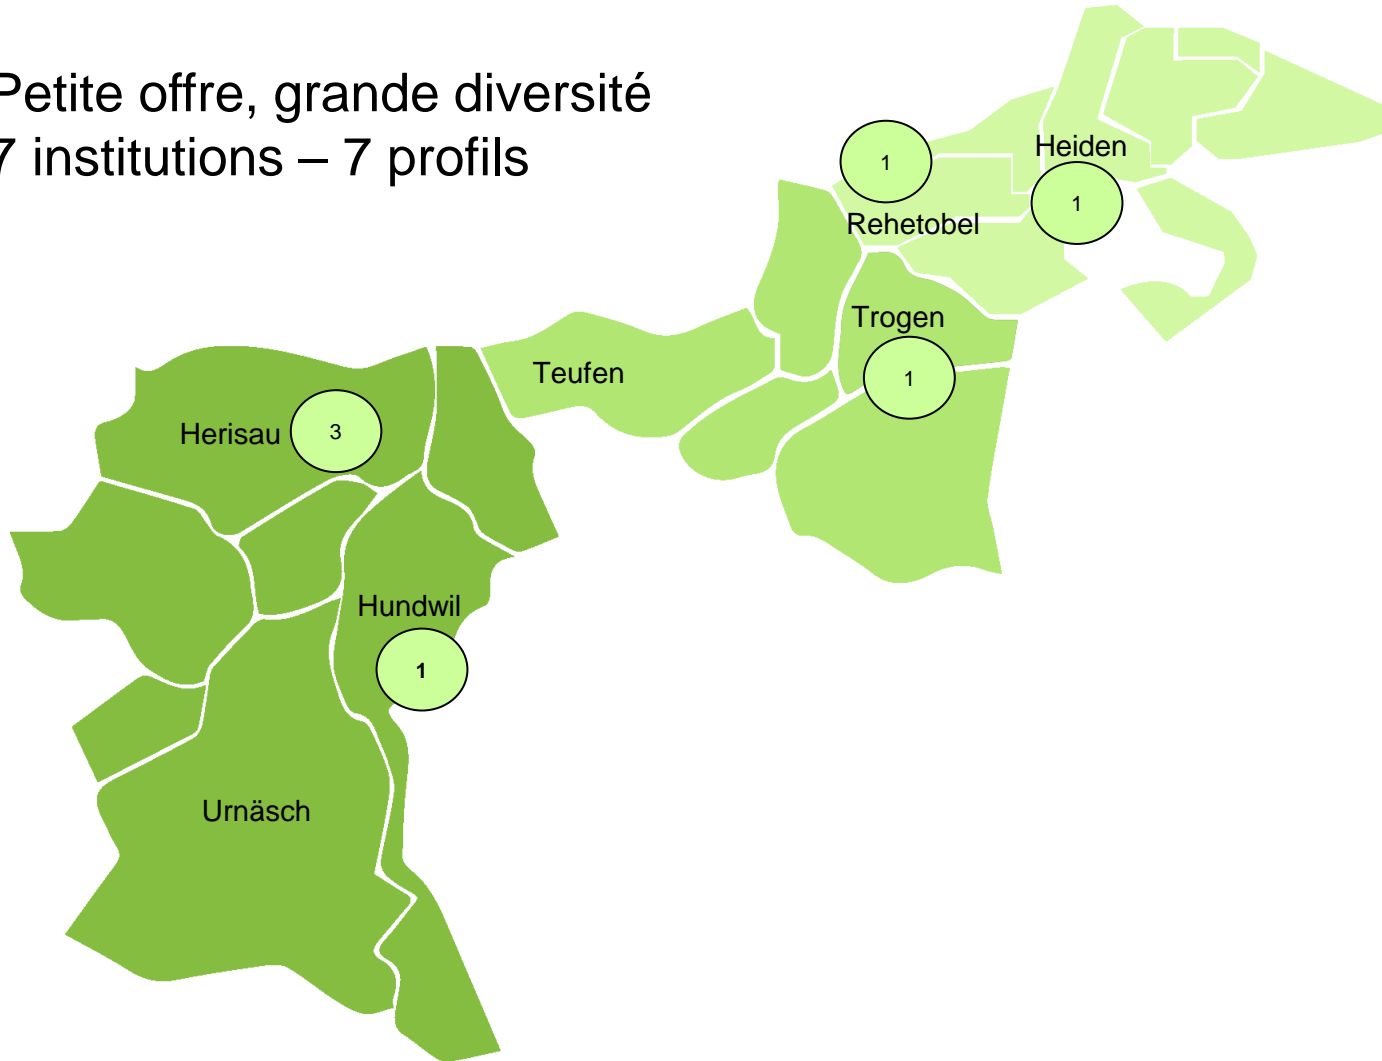 Petite offre, grande diversité
7 institutions – 7 profils
Heiden
1
1
Rehetobel
Trogen
1
Teufen
Herisau
3
Hundwil
1
Urnäsch